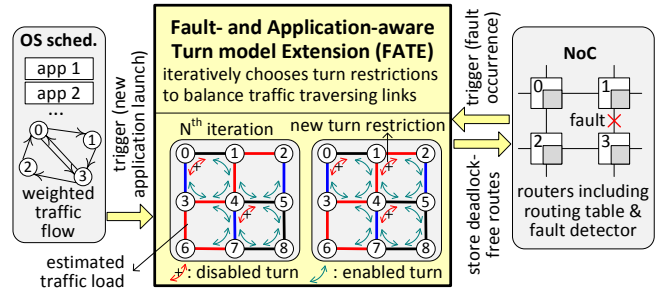 OS sched.
app 1
app 2
...
0
1
2
3
weighted
traffic
flow
trigger (new
application launch)
Fault- and Application-aware
Turn model Extension (FATE)
iteratively chooses turn restrictions
to balance traffic traversing links
Nth iteration
new turn restriction
0 1 2
3 4 5
6 7 8
0 1 2
3 4 5
6 7 8
estimated
traffic load
: disabled turn
: enabled turn
trigger (fault
occurrence)
store deadlock-
free routes
NoC
0 1
fault
2 3
routers including
routing table &
fault detector